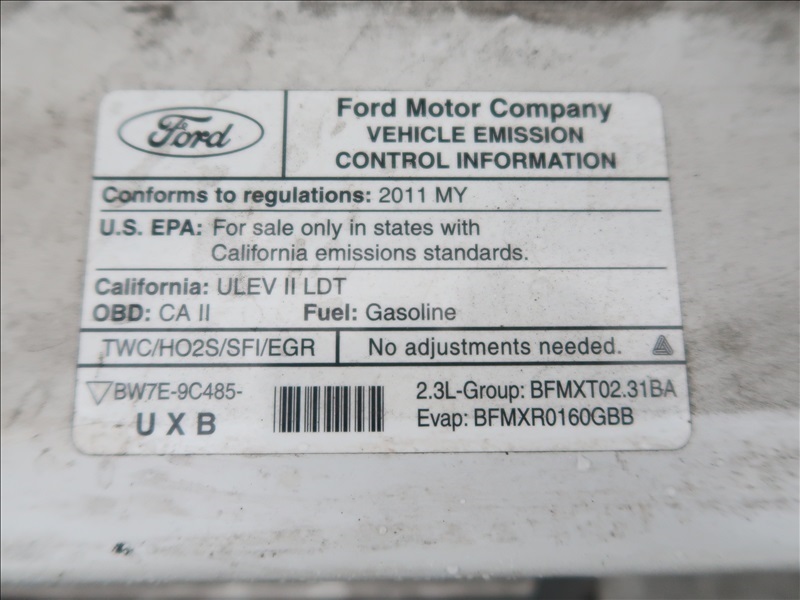 Ford
Ford Motor Company
VEHICLE EMISSION
CONTROL INFORMATION
Conforms to regulations: 2011 MY
U.S. EPA: For sale only in states with
California emissions standards.
California: ULEV II LDT
OBD: CA II Fuel: Gasoline
TWC/HO2S/SFI/EGR No adjustments needed.
BW7E-9C485-
U X B
2.3L-Group: BFMXT02.31BA
Evap: BFMXR0160GBB